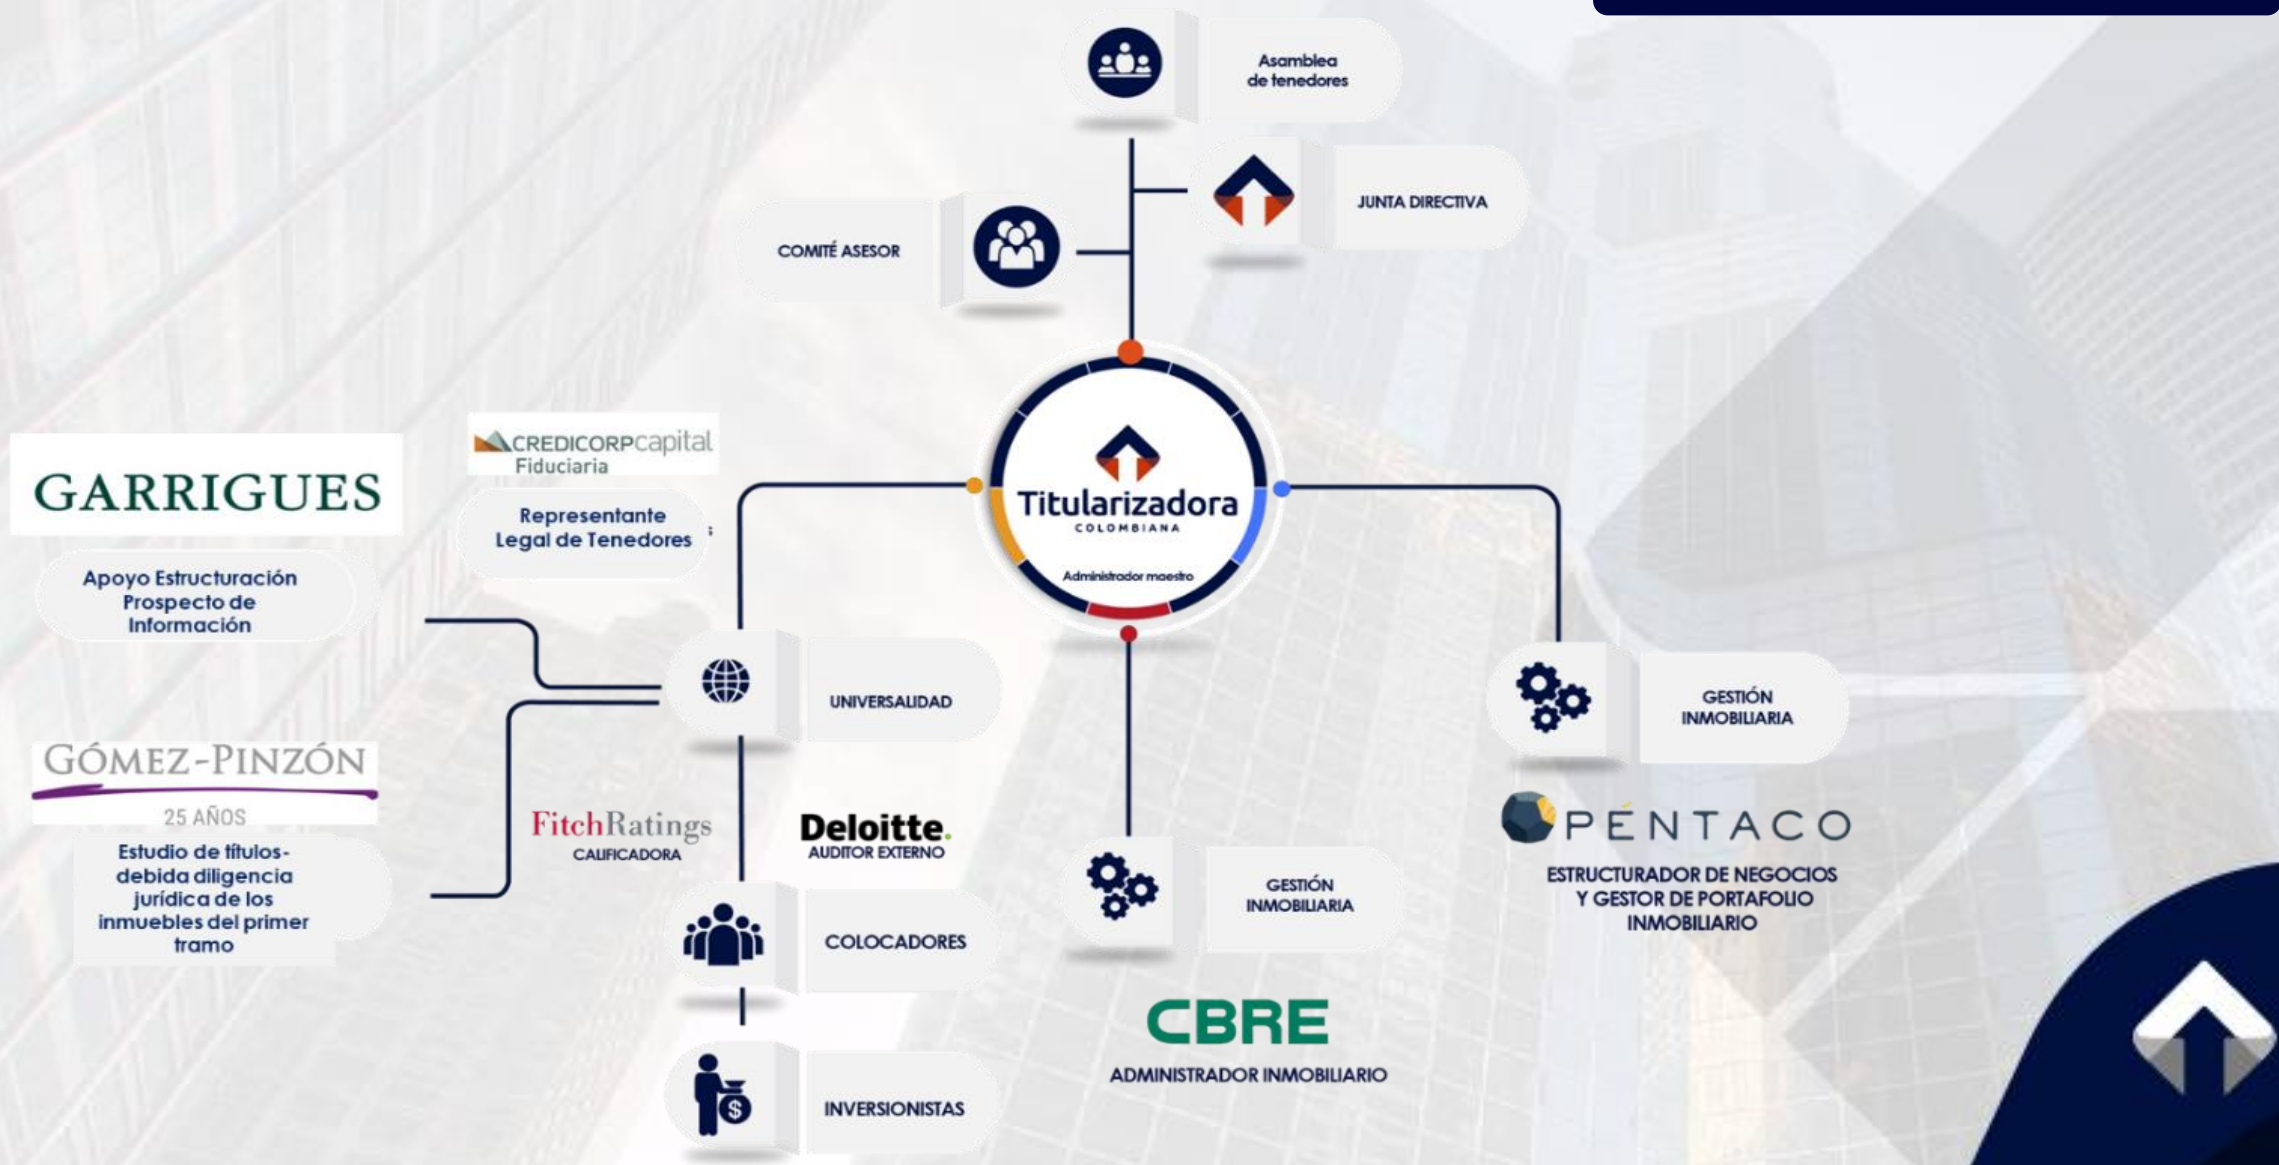 Asamblea
de tenedores
JUNTA DIRECTIVA
COMITÉ ASESOR
Titularizadora
COLOMBIANA
Administrador maestro
GARRIGUES
Apoyo Estructuración
Prospecto de
Información
CREDICORPcapital
Fiduciaria
Representante
Legal de Tenedores
UNIVERSALIDAD
GÓMEZ-PINZÓN
25 AÑOS
Estudio de títulos-
debida diligencia
jurídica de los
inmuebles del primer
tramo
FitchRatings
CALIFICADORA
Deloitte.
AUDITOR EXTERNO
COLOCADORES
INVERSIONISTAS
GESTIÓN
INMOBILIARIA
CBRE
ADMINISTRADOR INMOBILIARIO
GESTIÓN
INMOBILIARIA
PÉNTACO
ESTRUCTURADOR DE NEGOCIOS
Y GESTOR DE PORTAFOLIO
INMOBILIARIO